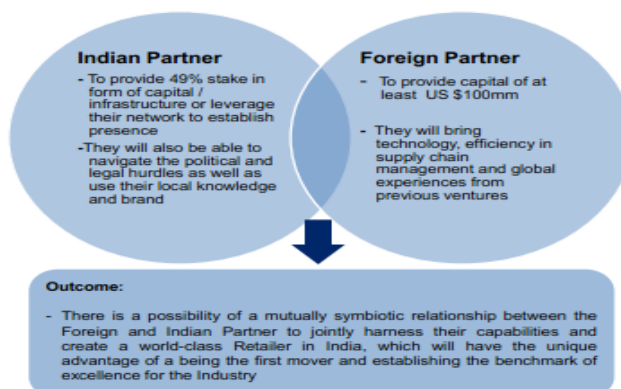 Indian Partner
- To provide 49% stake in
form of capital /
infrastructure or leverage
their network to establish
presence
-They will also be able to
navigate the political and
legal hurdles as well as
use their local knowledge
and brand
Foreign Partner
- To provide capital of at
least US $100mm
- They will bring
technology, efficiency in
supply chain
management and global
experiences from
previous ventures
Outcome:
- There is a possibility of a mutually symbiotic relationship between the
Foreign and Indian Partner to jointly harness their capabilities and
create a world-class Retailer in India, which will have the unique
advantage of a being the first mover and establishing the benchmark of
excellence for the Industry